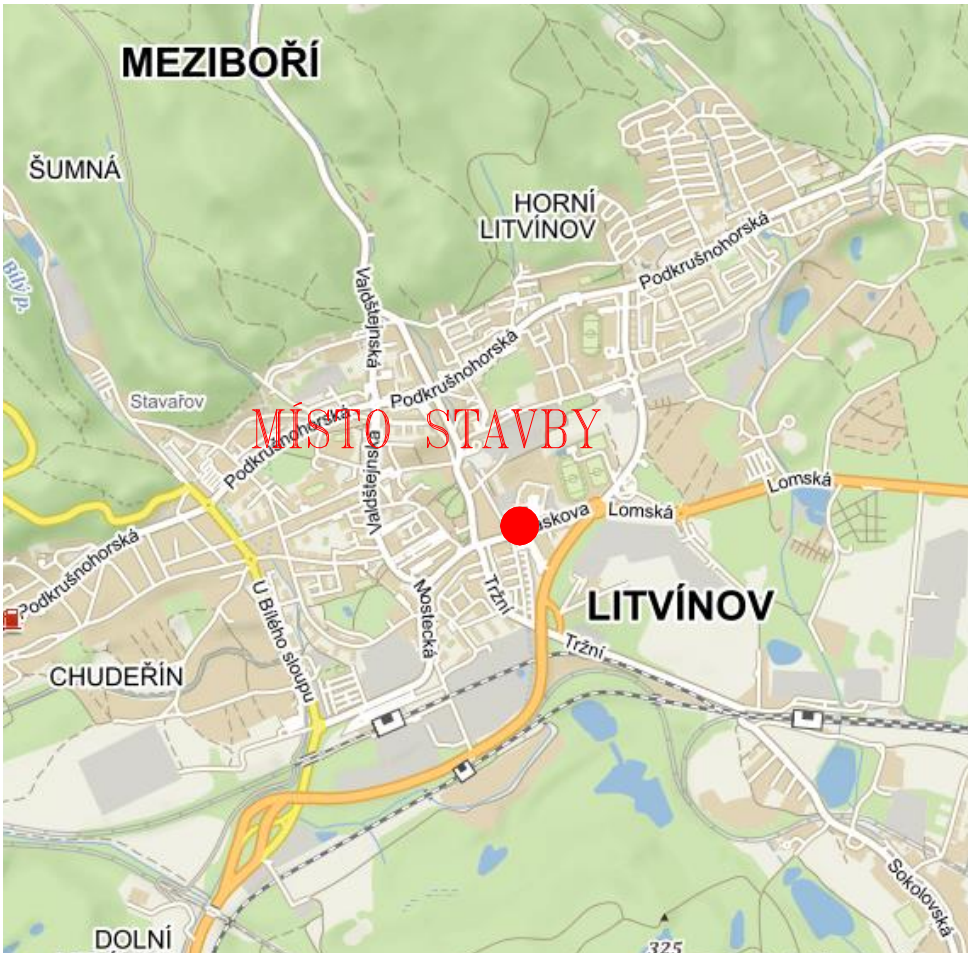 MEZIBOŘÍ
ŠUMNÁ
HORNÍ
LITVÍNOV
Podkrušnohorská
Bílý p.
Valdštejnská
Podkrušnohorská
Stavařov
MÍSTO STAVBY
Podkrušnohorská
Valdštejnská
Lomská
Lomská
Podkrušnohorská
U Bílého sloupu
Mostecká
Tržní
LITVÍNOV
Tržní
CHUDEŘÍN
Sokolovská
DOLNÍ
325